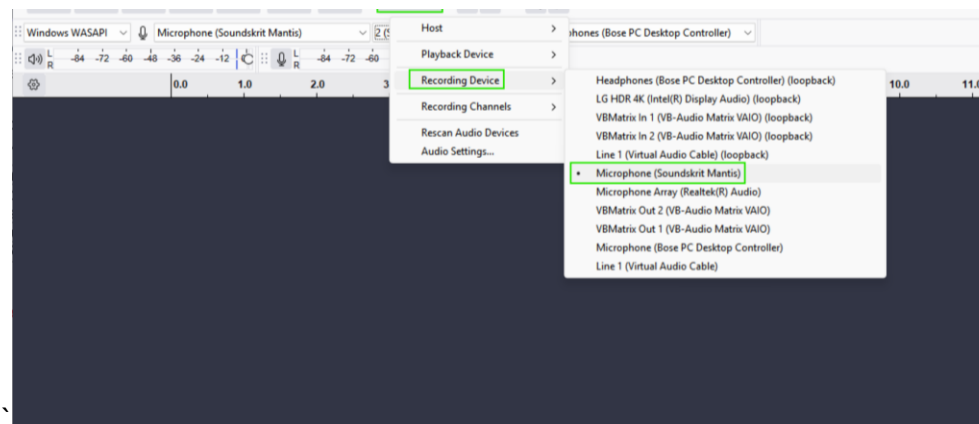 Windows WASAPI
Microphone (Soundskrit Mantis)
2 (S
phones (Bose PC Desktop Controller)
L
R
-84 -72 -60 -48 -36 -24 -12
L
R
-84 -72 -60
0.0 1.0 2.0 3
10.0 11.0
Host
Playback Device
Recording Device
Recording Channels
Rescan Audio Devices
Audio Settings...
Headphones (Bose PC Desktop Controller) (loopback)
LG HDR 4K (Intel(R) Display Audio) (loopback)
VBMatrix In 1 (VB-Audio Matrix VAIO) (loopback)
VBMatrix In 2 (VB-Audio Matrix VAIO) (loopback)
Line 1 (Virtual Audio Cable) (loopback)
• Microphone (Soundskrit Mantis)
Microphone Array (Realtek(R) Audio)
VBMatrix Out 2 (VB-Audio Matrix VAIO)
VBMatrix Out 1 (VB-Audio Matrix VAIO)
Microphone (Bose PC Desktop Controller)
Line 1 (Virtual Audio Cable)
`